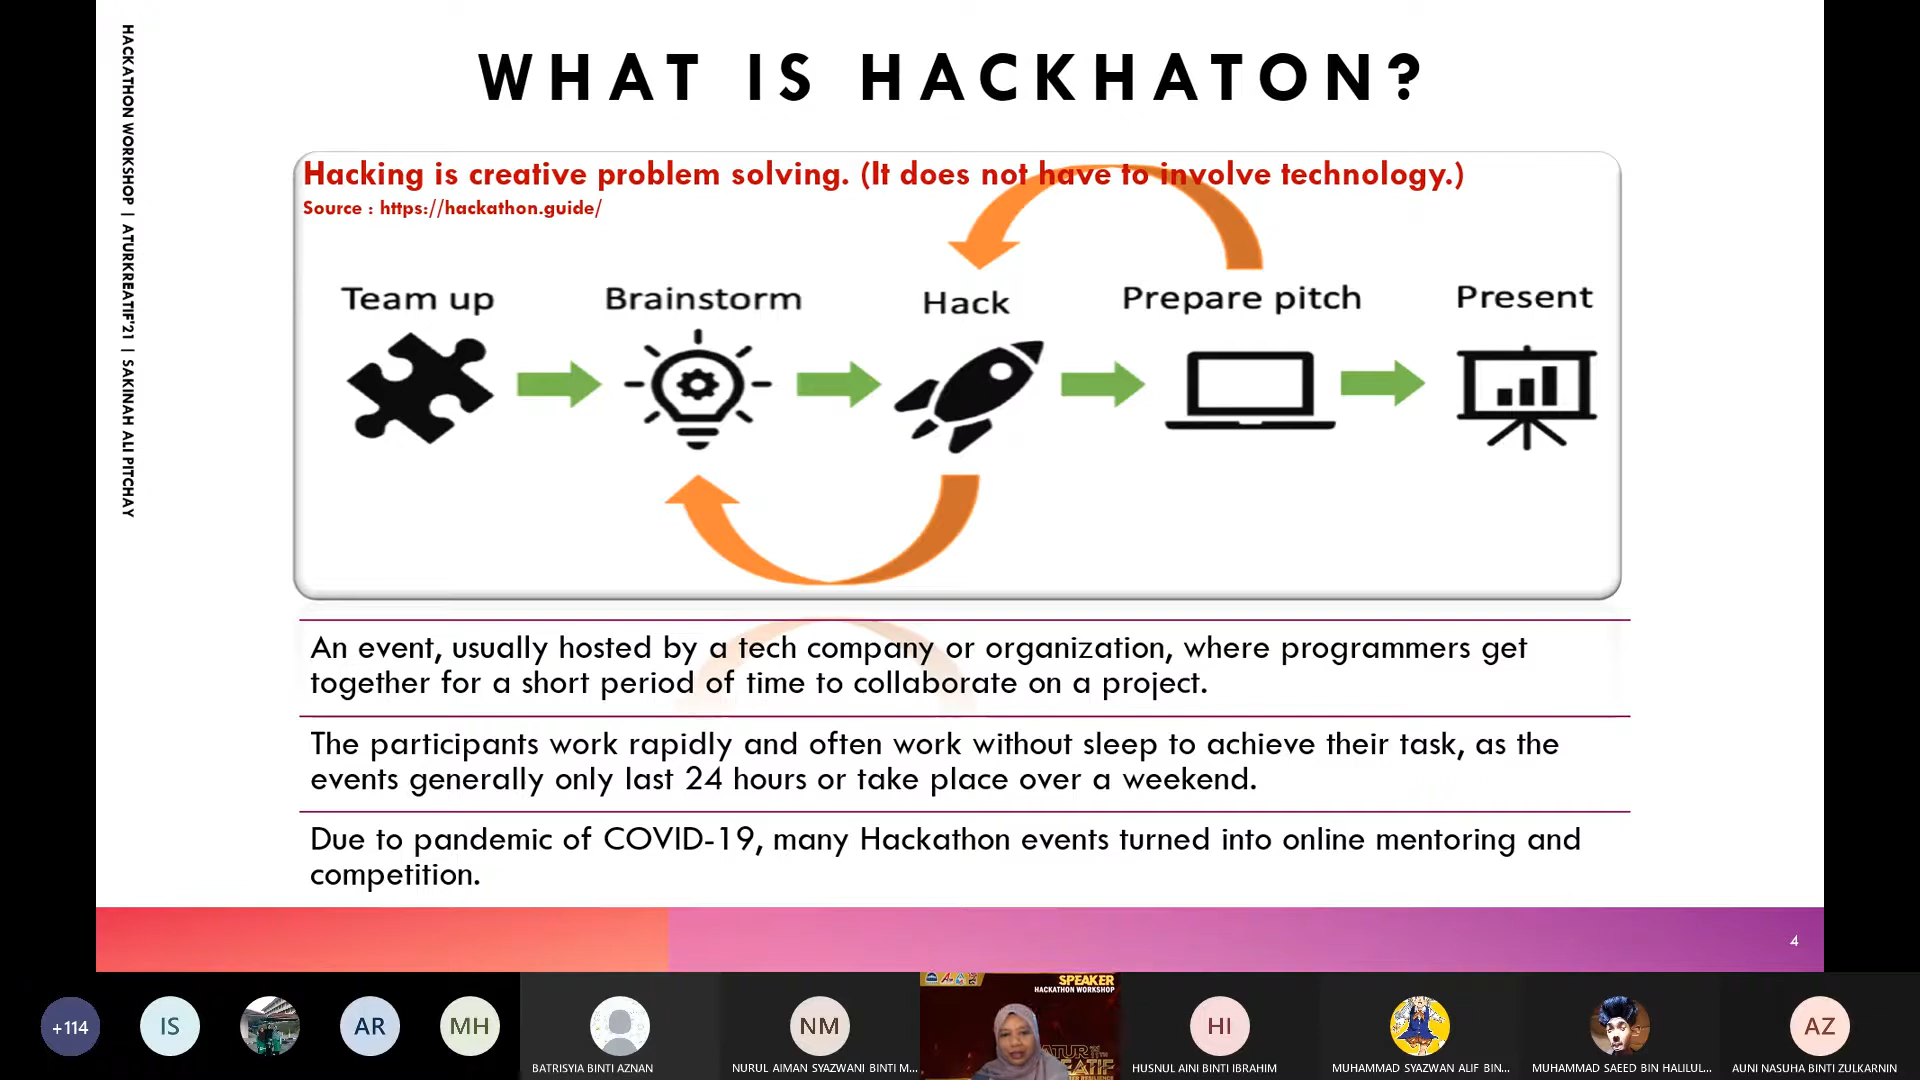 HACKATHON WORKSHOP | ATURKREATIF'21 | SAKINAH ALI PITCHAY
WHAT IS HACKHATON?
Hacking is creative problem solving. (It does not have to involve technology.)
Source : https://hackathon.guide/
Team up
Brainstorm
Hack
Prepare pitch
Present
An event, usually hosted by a tech company or organization, where programmers get
together for a short period of time to collaborate on a project.
The participants work rapidly and often work without sleep to achieve their task, as the
events generally only last 24 hours or take place over a weekend.
Due to pandemic of COVID-19, many Hackathon events turned into online mentoring and
competition.
4
SPEAKER
HACKATHON WORKSHOP
+114
IS
AR
MH
NM
HI
AZ
BATRISYIA BINTI AZNAN
NURUL AIMAN SYAZWANI BINTI M...
HUSNUL AINI BINTI IBRAHIM
MUHAMMAD SYAZWAN ALIF BIN...
MUHAMMAD SAEED BIN HALILUL...
AUNI NASUHA BINTI ZULKARNIN